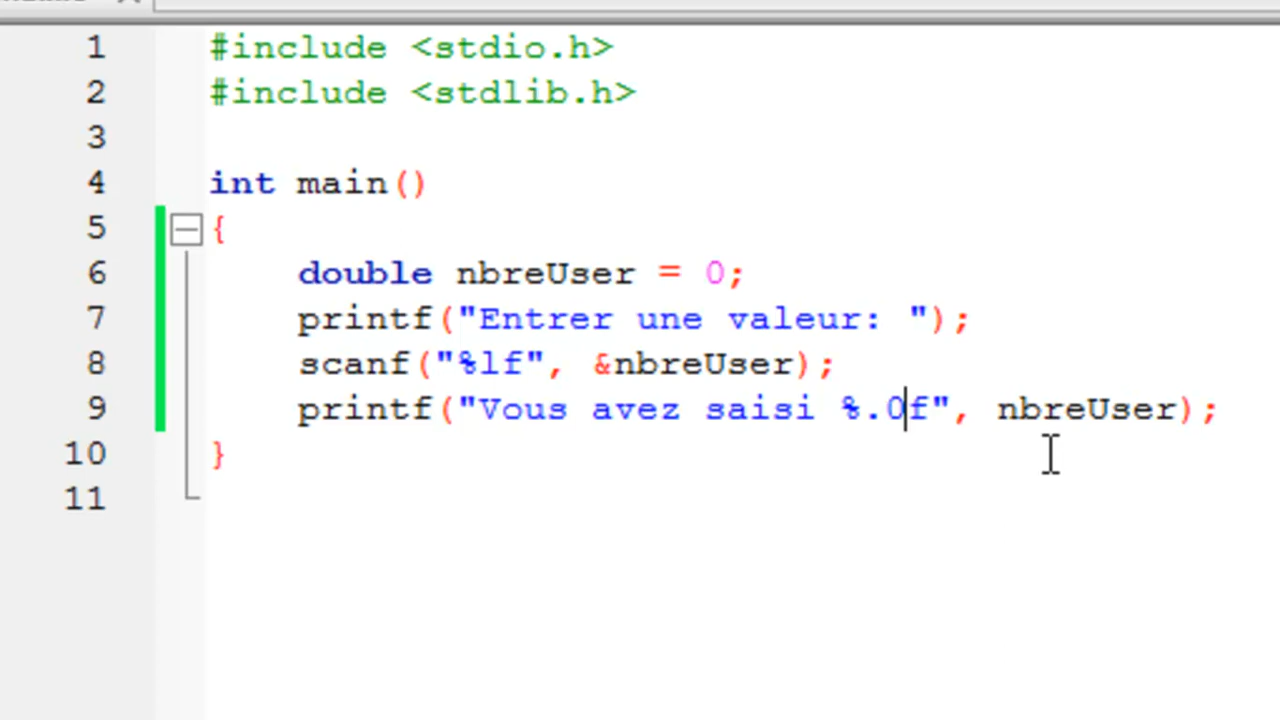 1 #include <stdio.h>
2 #include <stdlib.h>
3
4 int main()
5 {
6 double nbreUser = 0;
7 printf("Entrer une valeur: ");
8 scanf("%lf", &nbreUser);
9 printf("Vous avez saisi %.0f", nbreUser);
10 }
11